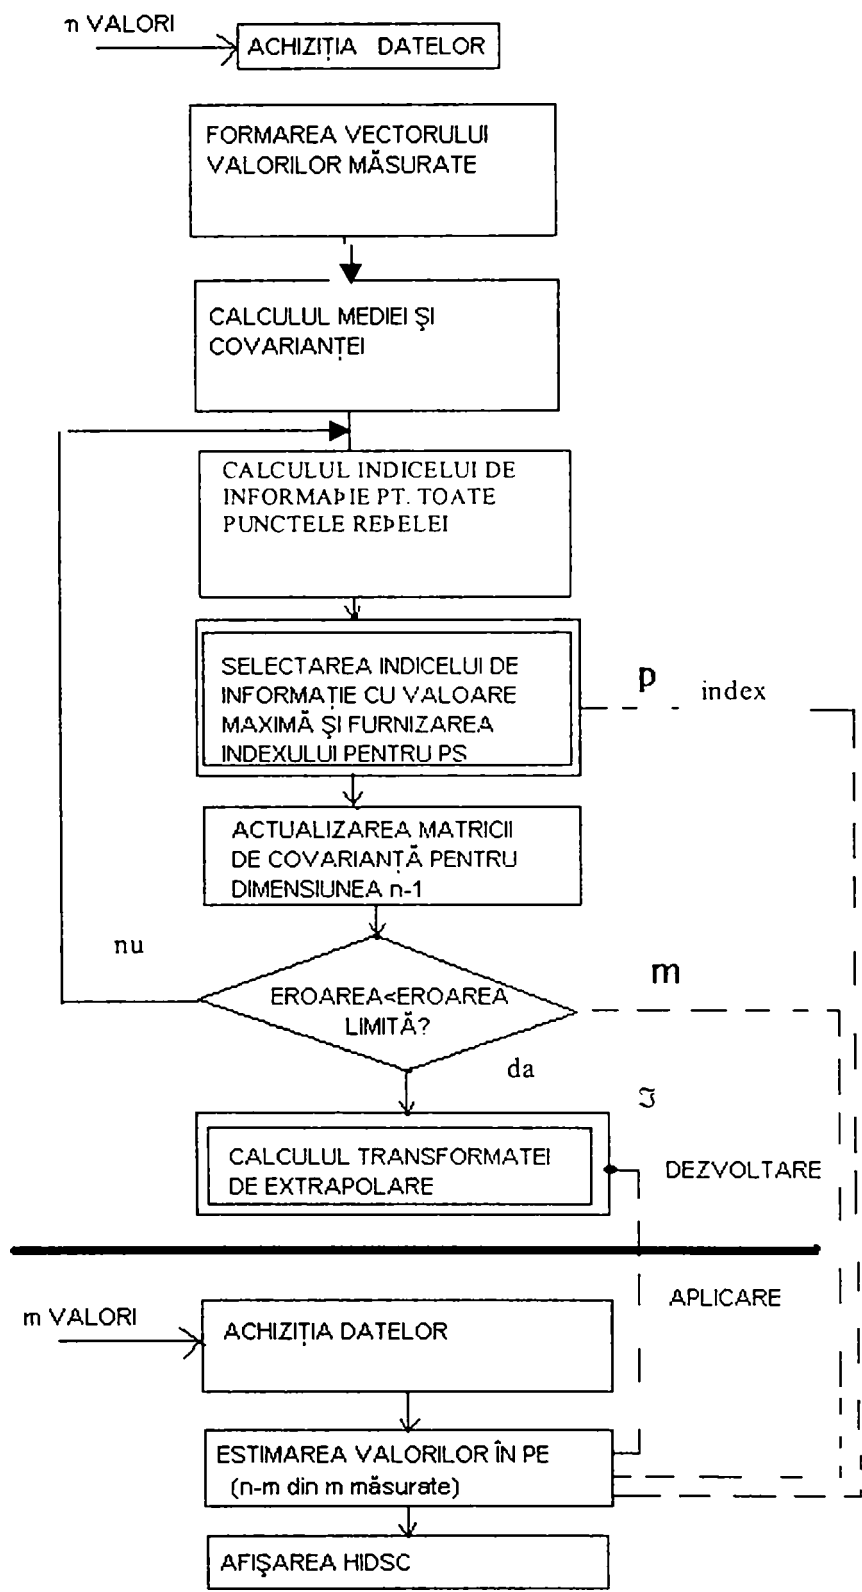 n VALORI
ACHIZIȚIA DATELOR
FORMAREA VECTORULUI
VALORILOR MĂSURATE
CALCULUL MEDIEI ŞI
COVARIANȚEI
CALCULUL INDICELUI DE
INFORMAÞIE PT. TOATE
PUNCTELE REÞELEI
SELECTAREA INDICELUI DE
INFORMAȚIE CU VALOARE
MAXIMĂ ŞI FURNIZAREA
INDEXULUI PENTRU PS
p index
ACTUALIZAREA MATRICII
DE COVARIANȚĂ PENTRU
DIMENSIUNEA n-1
nu
m
EROAREA<EROAREA
LIMITĂ?
da
ℑ
CALCULUL TRANSFORMATEI
DE EXTRAPOLARE
DEZVOLTARE
APLICARE
m VALORI
ACHIZIȚIA DATELOR
ESTIMAREA VALORILOR ÎN PE
(n-m din m măsurate)
AFIŞAREA HIDSC